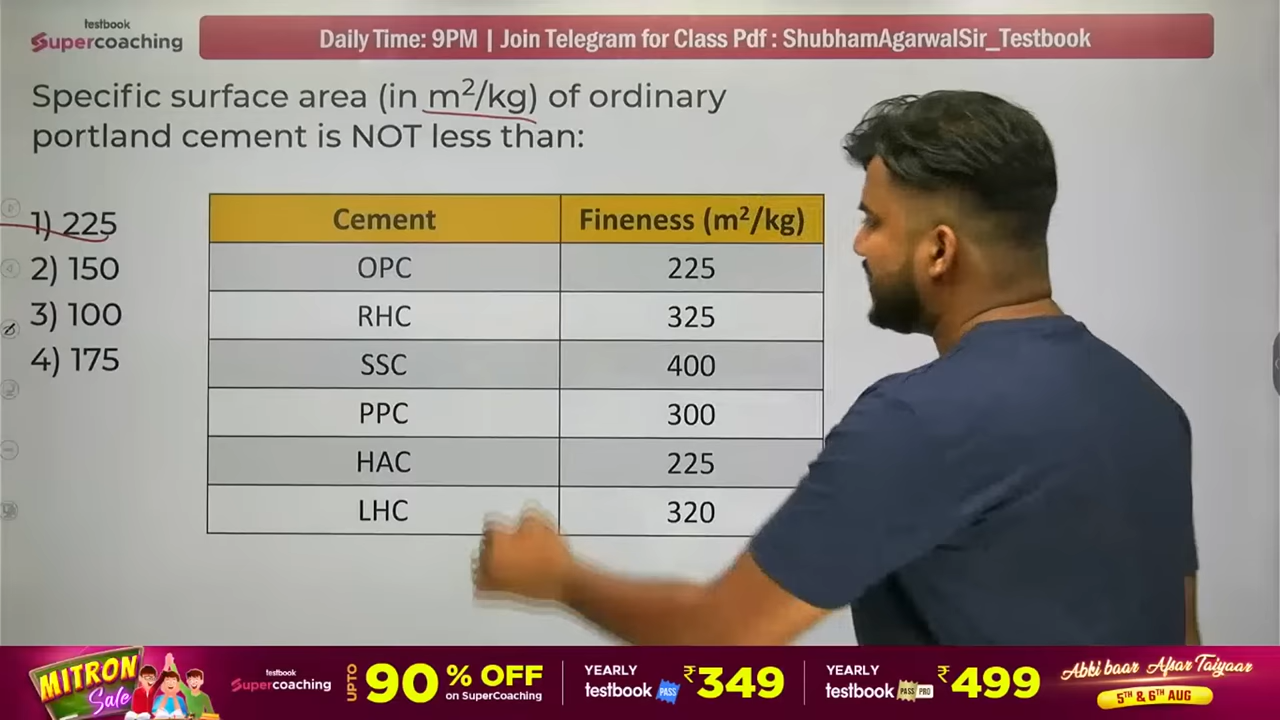 testbook
Supercoaching
Daily Time: 9PM | Join Telegram for Class Pdf : ShubhamAgarwalSir_Testbook
Specific surface area (in m²/kg) of ordinary
portland cement is NOT less than:
1) 225
2) 150
3) 100
4) 175
Cement Fineness (m²/kg)
OPC 225
RHC 325
SSC 400
PPC 300
HAC 225
LHC 320
MITRON
Sale
testbook
Supercoaching
UPTO 90 % OFF
on SuperCoaching
YEARLY
testbook PASS
₹349
YEARLY
testbook PASS PRO
₹499
Abki baar Afsar Taiyaar
5TH & 6TH AUG